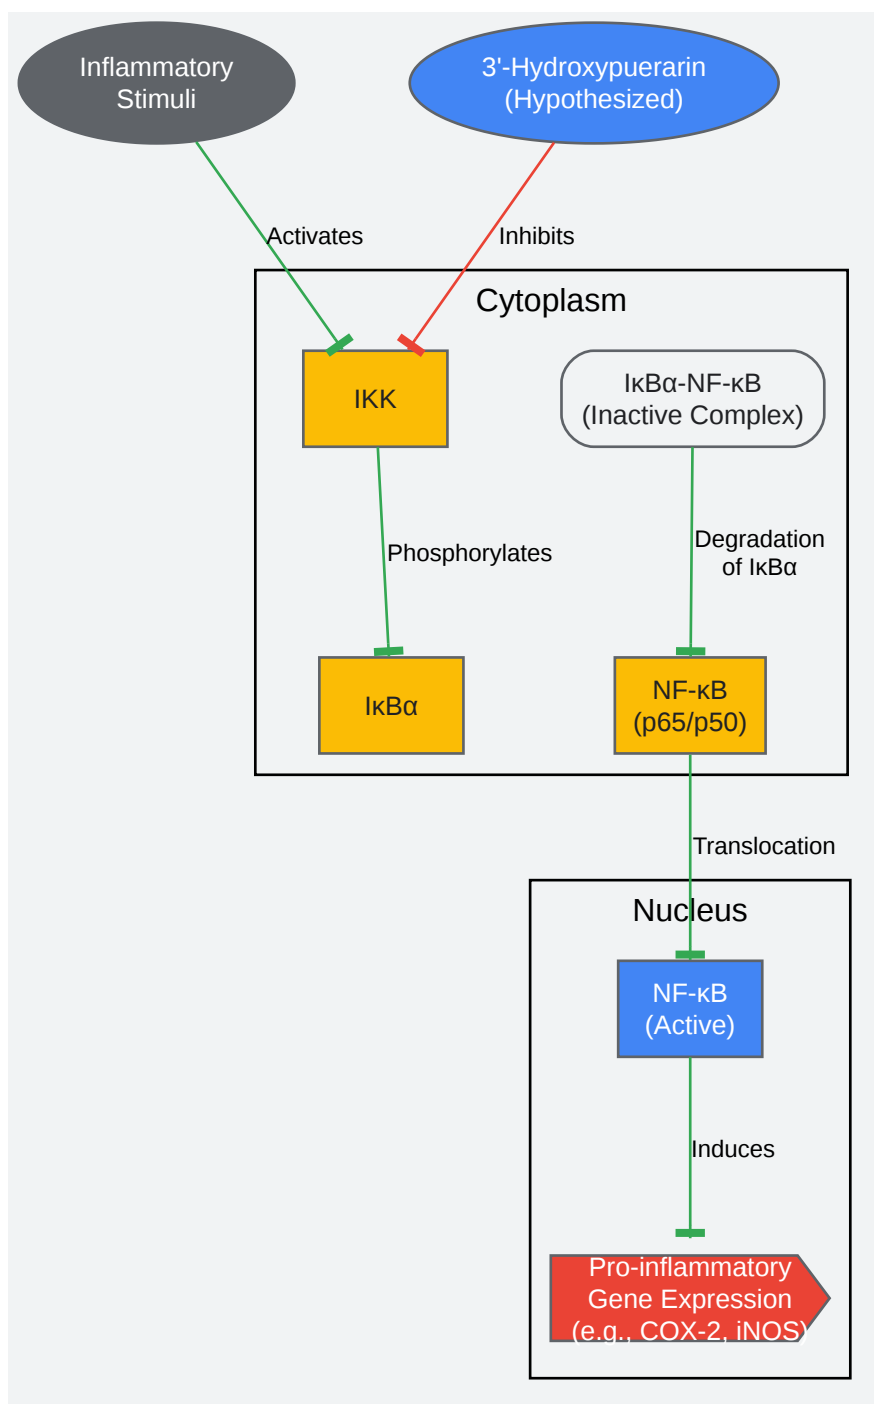 Inflammatory
Stimuli
3'-Hydroxypuerarin
(Hypothesized)
Activates
Inhibits
Cytoplasm
IKK
IκBα-NF-κB
(Inactive Complex)
Phosphorylates
Degradation
of IκBα
IκBα
NF-κB
(p65/p50)
Translocation
Nucleus
NF-κB
(Active)
Induces
Pro-inflammatory
Gene Expression
(e.g., COX-2, iNOS)